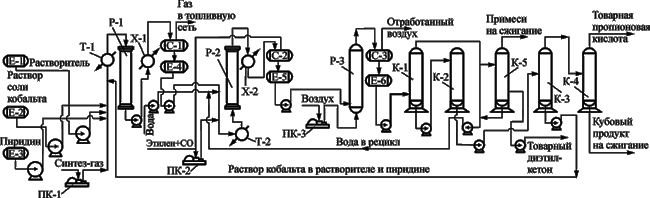 Газ
в топливную
сеть
Отработанный
воздух
Примеси
на сжигание
Товарная
пропионовая
кислота
Р-1
Х-1
Т-1
С-1
Е-4
Р-2
Х-2
С-2
Е-5
Р-3
С-3
Е-6
К-1
К-2
К-5
К-3
К-4
Е-1
Растворитель
Раствор
соли
кобальта
Е-2
Пиридин
Е-3
Синтез-газ
ПК-1
Вода
Этилен+СО
ПК-2
Т-2
Воздух
ПК-3
Вода в рецикл
Товарный
диэтил-
кетон
Кубовый
продукт
на сжигание
Раствор кобальта в растворителе и пиридине